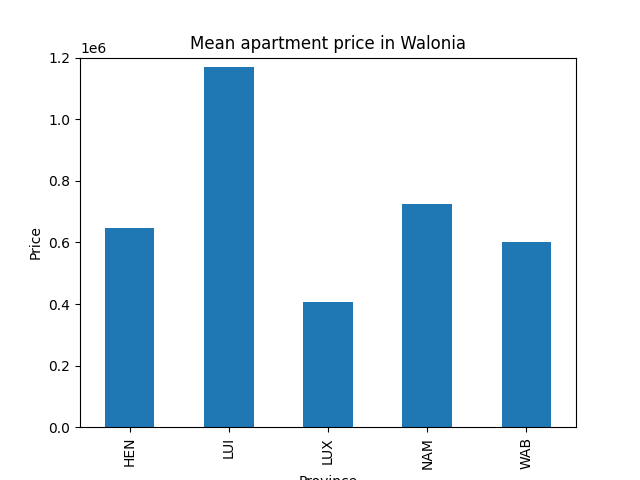 Mean apartment price in Walonia
1e6
1.2
1.0
0.8
0.6
0.4
0.2
0.0
Price
HEN
LUI
LUX
NAM
WAB
Province